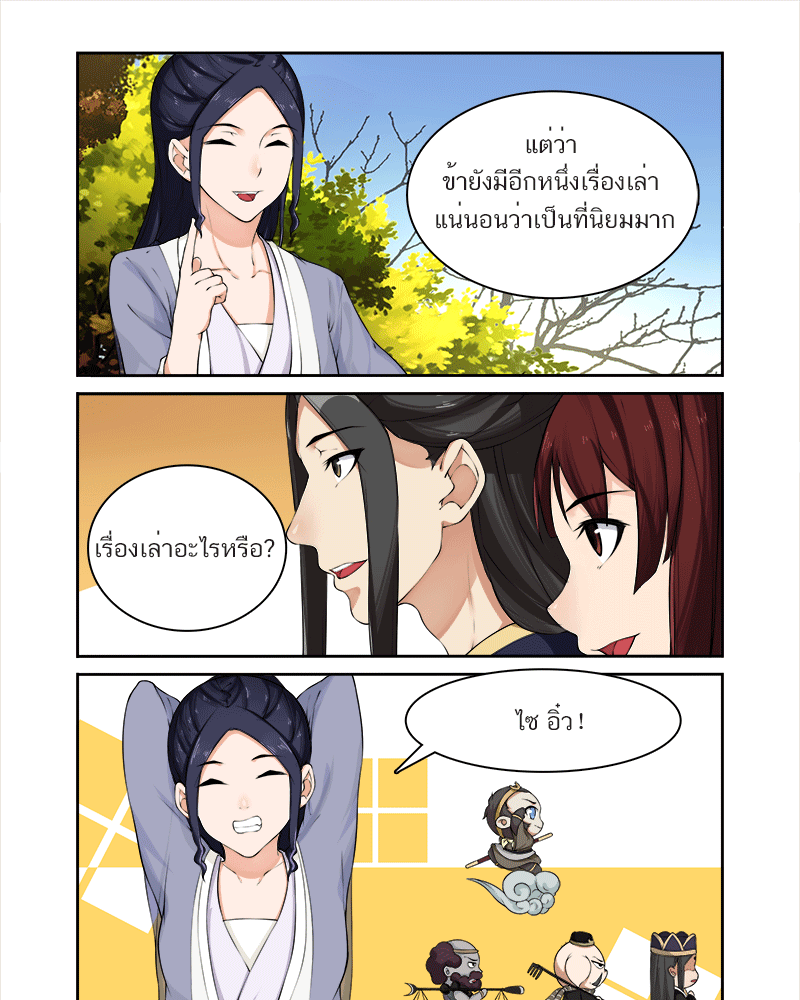 แต่ว่า
ข้ายังมีอีกหนึ่งเรื่องเล่า
แน่นอนว่าเป็นที่นิยมมาก
เรื่องเล่าอะไรหรือ?
ไซ อิ๋ว !